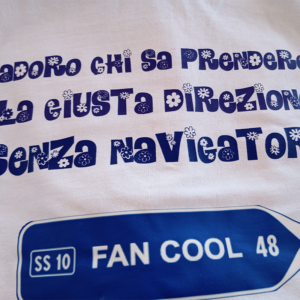 ADORO CHI SA PRENDERE
LA GIUSTA DIREZION
SENZA NAVIGATOR
SS 10 FAN COOL 48